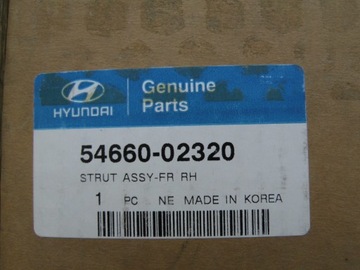 HYUNDAI
Genuine
Parts
54660-02320
STRUT ASSY-FR RH
1 PC NE MADE IN KOREA